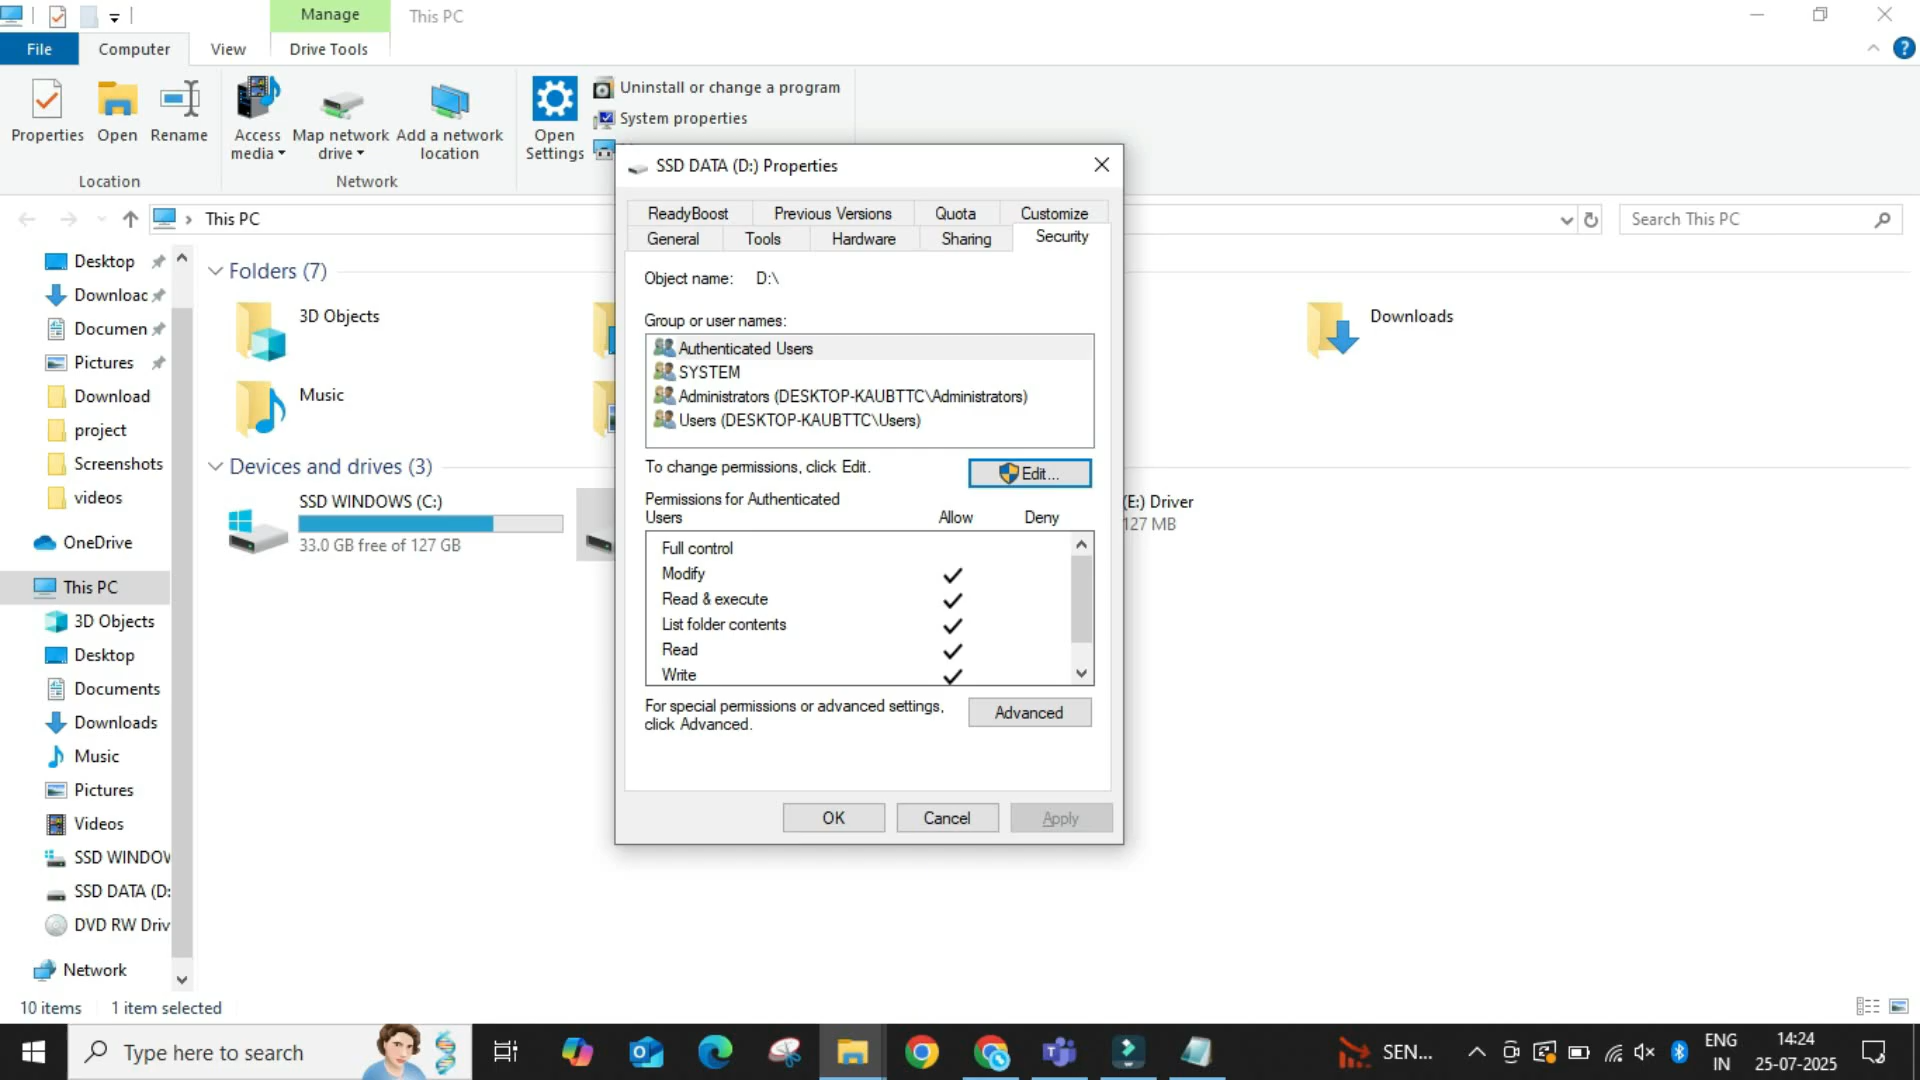 Manage
This PC
File
Computer
View
Drive Tools
Properties
Open
Rename
Access media
Map network drive
Add a network location
Open Settings
Uninstall or change a program
System properties
Location
Network
This PC
Search This PC
Desktop
Downloac
Documen
Pictures
Download
project
Screenshots
videos
OneDrive
This PC
3D Objects
Desktop
Documents
Downloads
Music
Pictures
Videos
SSD WINDOW
SSD DATA (D:
DVD RW Driv
Network
Folders (7)
3D Objects
Music
Downloads
Devices and drives (3)
SSD WINDOWS (C:)
33.0 GB free of 127 GB
(E:) Driver
127 MB
SSD DATA (D:) Properties
ReadyBoost
Previous Versions
Quota
Customize
General
Tools
Hardware
Sharing
Security
Object name: D:\
Group or user names:
Authenticated Users
SYSTEM
Administrators (DESKTOP-KAUBTTC\Administrators)
Users (DESKTOP-KAUBTTC\Users)
To change permissions, click Edit.
Edit...
Permissions for Authenticated
Users
Allow
Deny
Full control
Modify
Read & execute
List folder contents
Read
Write
For special permissions or advanced settings,
click Advanced.
Advanced
OK
Cancel
Apply
10 items
1 item selected
Type here to search
SEN...
ENG
IN
14:24
25-07-2025